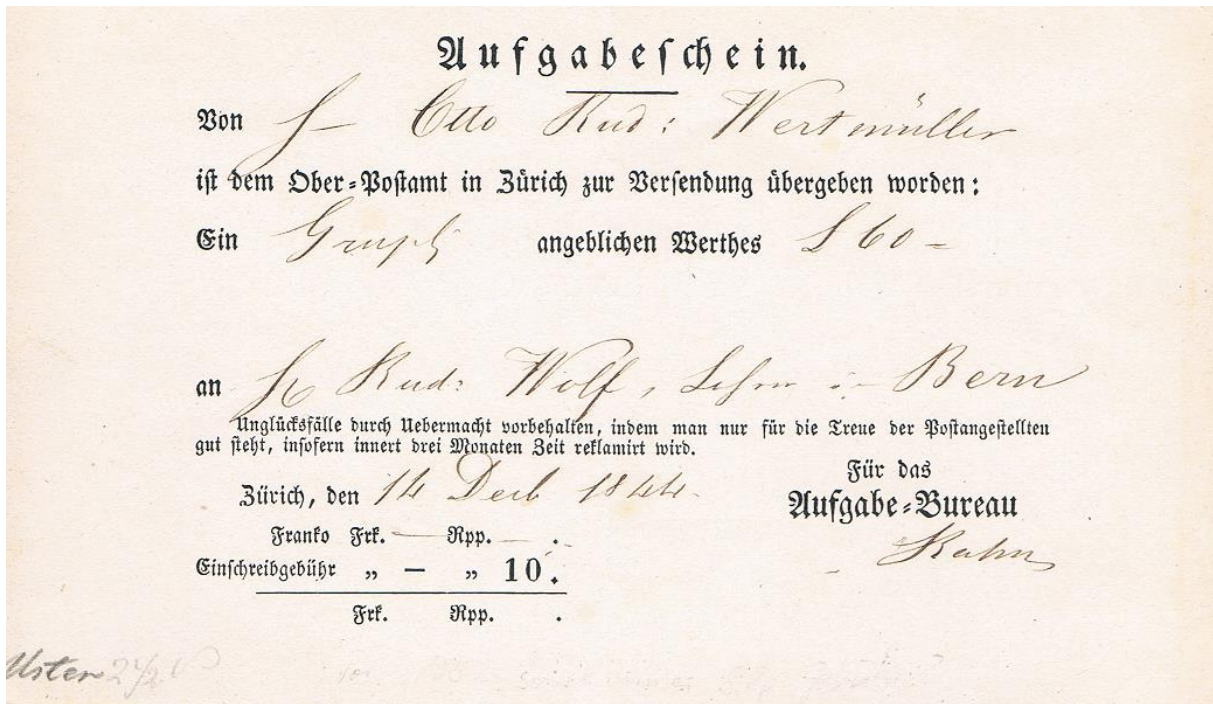 Aufgabeschein.
Von H Otto Rud: Wertmüller
ist dem Ober-Postamt in Zürich zur Versendung übergeben worden:
Ein angeblichen Werthes 60 =
an H Rud: Wolf, in Bern
Unglücksfälle durch Uebermacht vorbehalten, indem man nur für die Treue der Postangestellten
gut steht, insofern innert drei Monaten Zeit reklamirt wird.
Zürich, den 14 Decb 1844.
Für das
Aufgabe-Bureau
Franko Frk. — Rpp. — .
Einschreibgebühr „ — „ 10.
Frk. Rpp. .
Uster